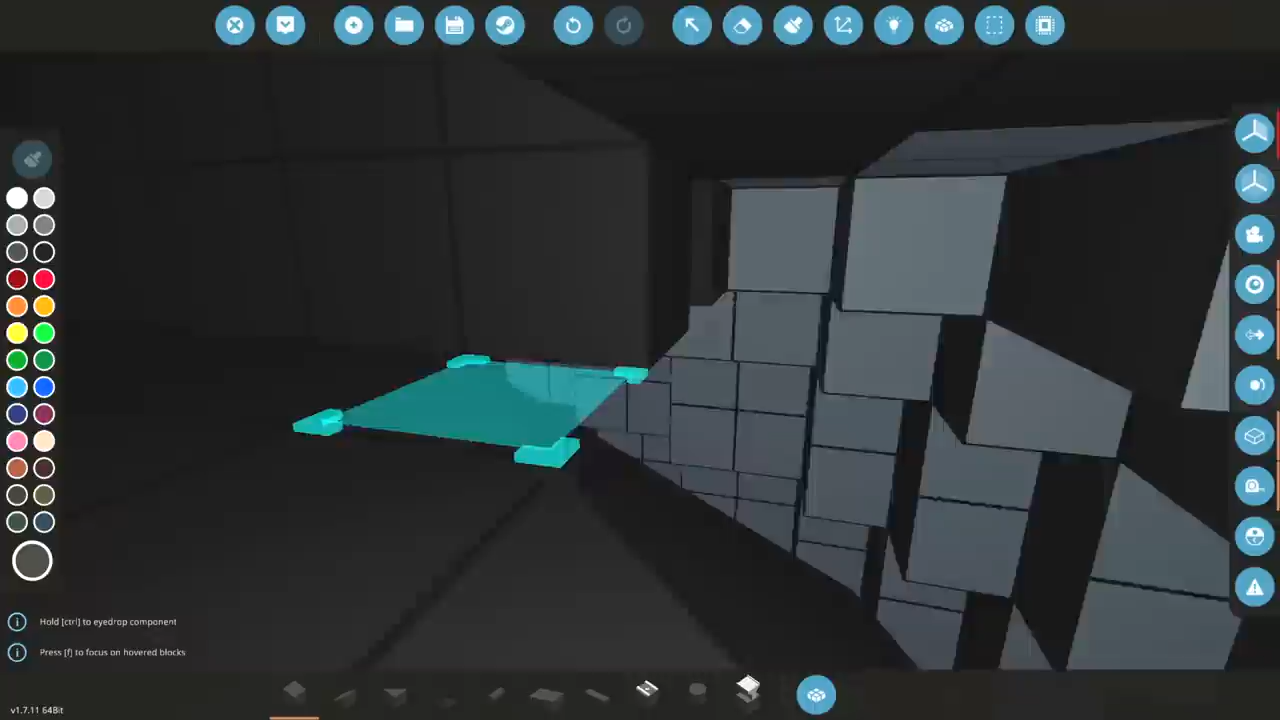 Hold [ctrl] to eyedrop component
Press [f] to focus on hovered blocks
v1.7.11 64Bit